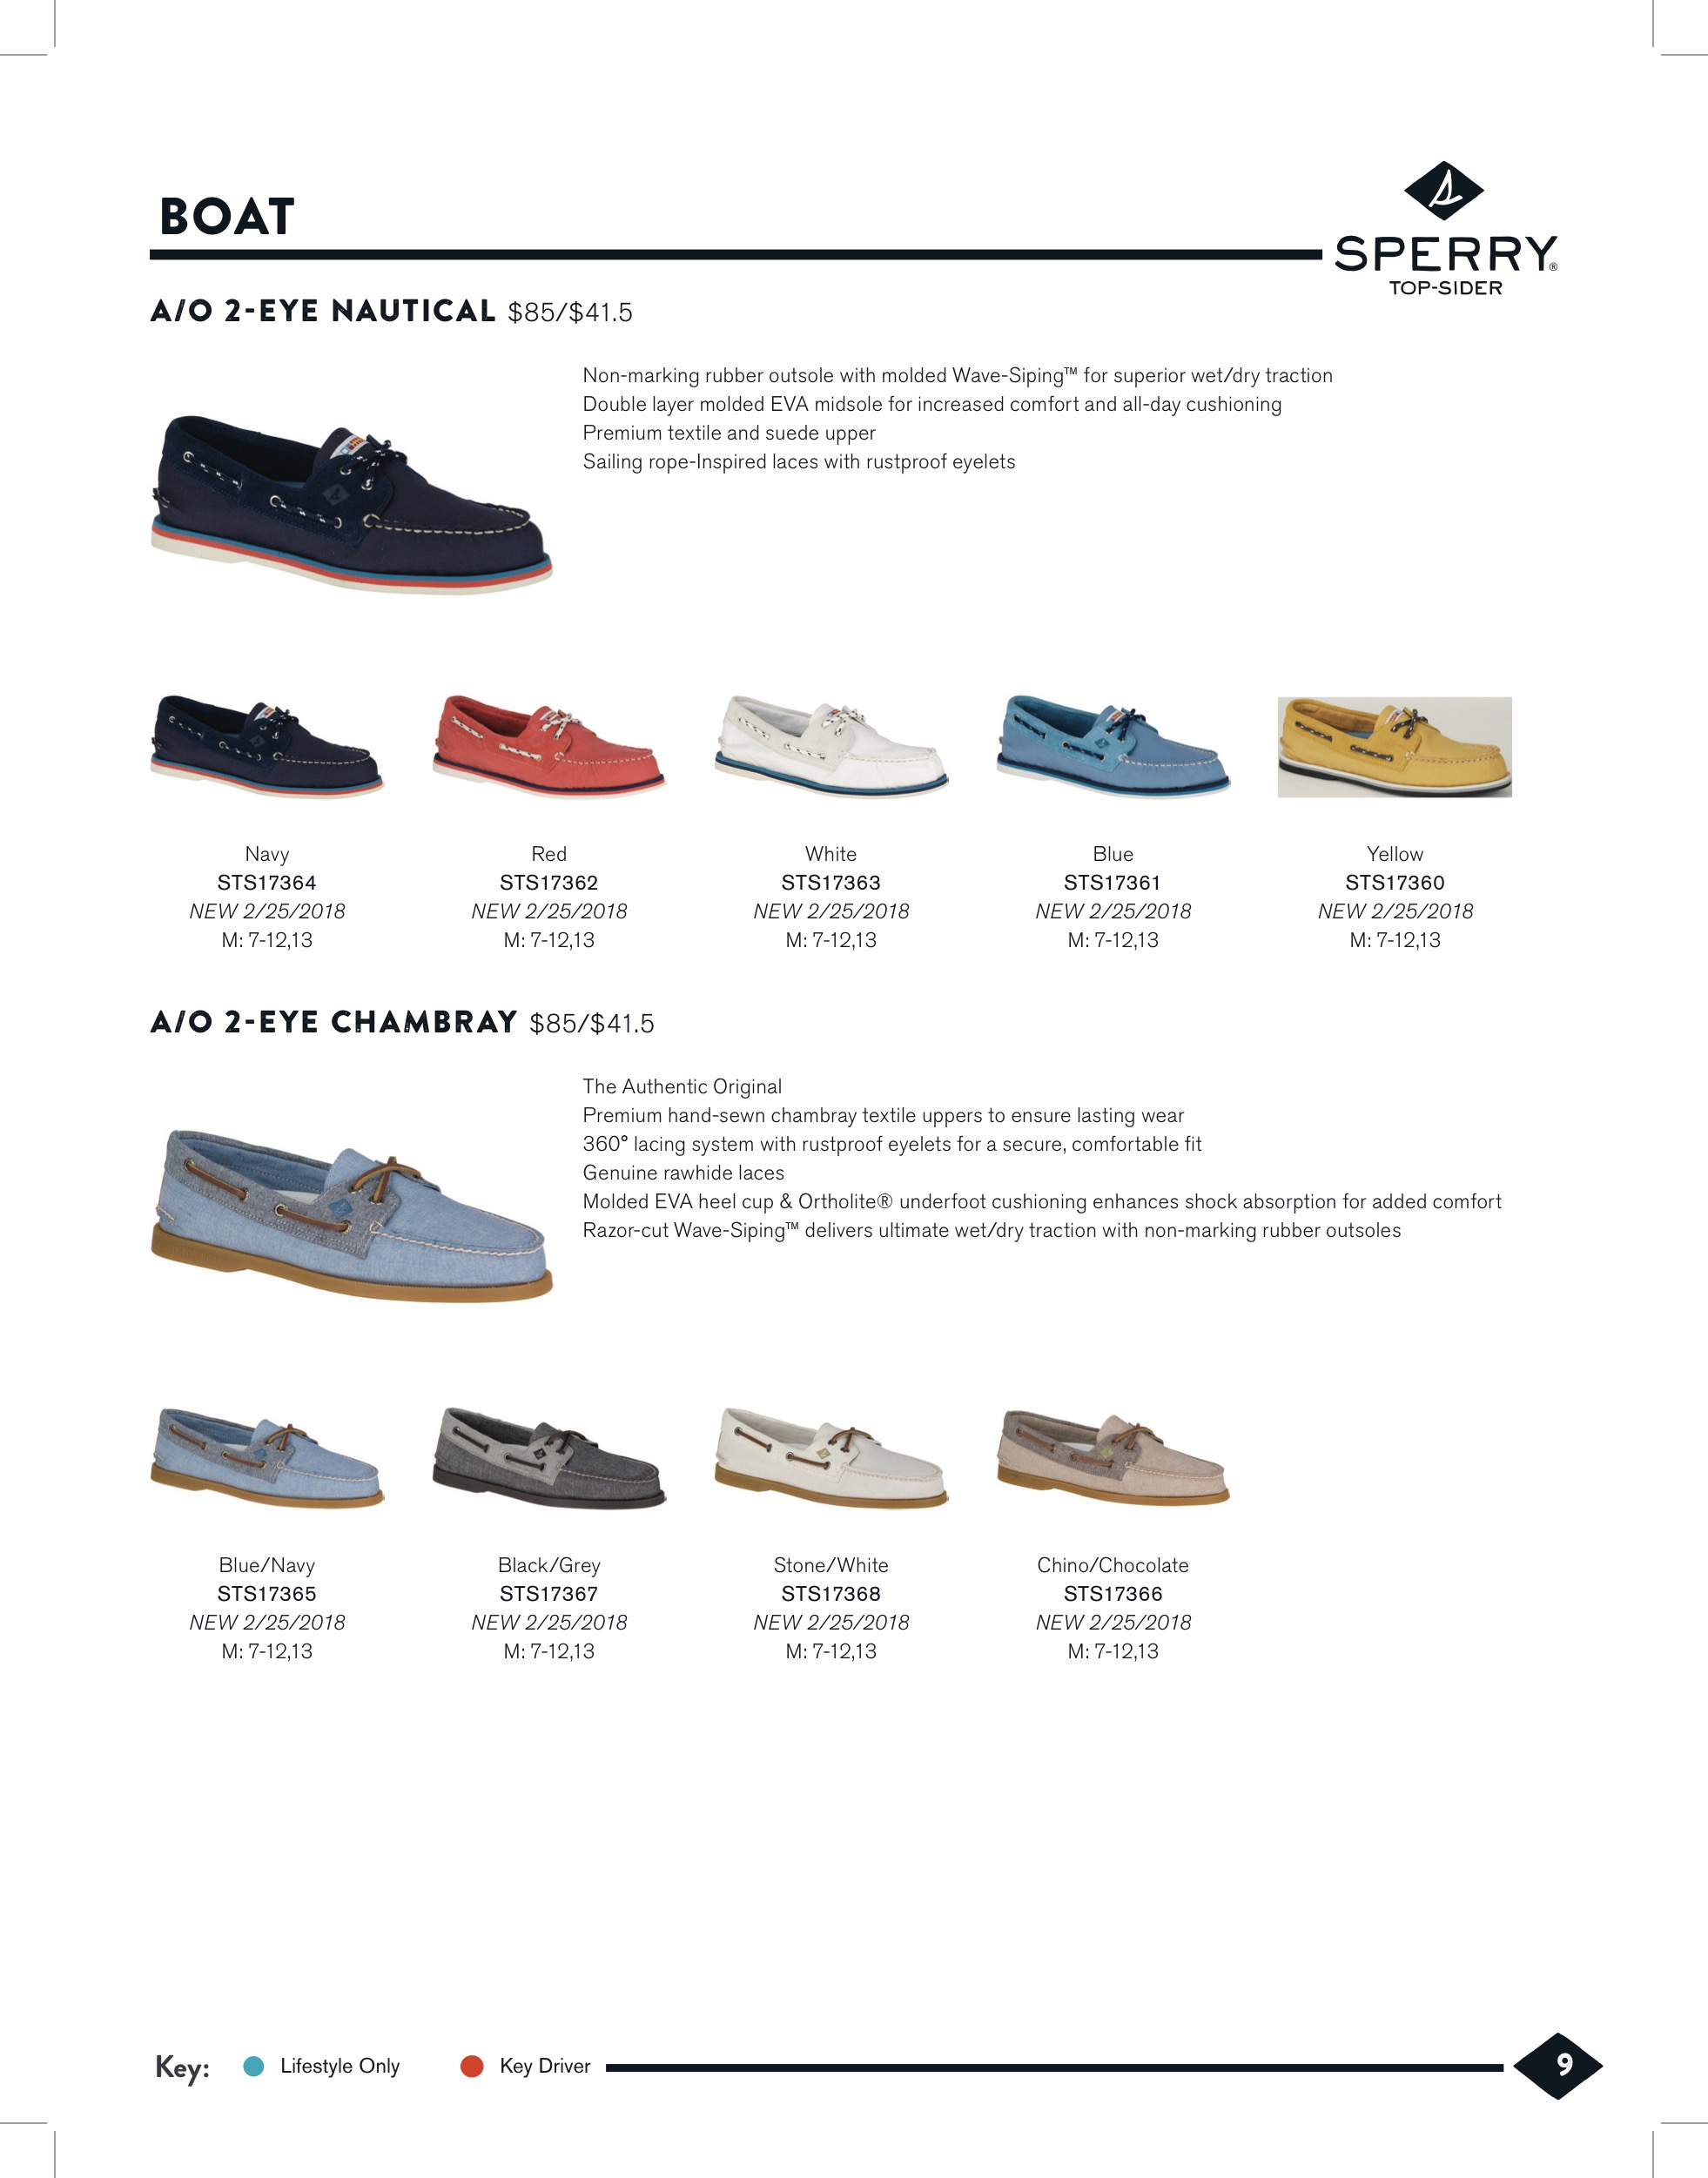 BOAT
SPERRY®
TOP-SIDER
A/O 2-EYE NAUTICAL $85/$41.5
Non-marking rubber outsole with molded Wave-Siping™ for superior wet/dry traction
Double layer molded EVA midsole for increased comfort and all-day cushioning
Premium textile and suede upper
Sailing rope-Inspired laces with rustproof eyelets
Navy
STS17364
NEW 2/25/2018
M: 7-12,13
Red
STS17362
NEW 2/25/2018
M: 7-12,13
White
STS17363
NEW 2/25/2018
M: 7-12,13
Blue
STS17361
NEW 2/25/2018
M: 7-12,13
Yellow
STS17360
NEW 2/25/2018
M: 7-12,13
A/O 2-EYE CHAMBRAY $85/$41.5
The Authentic Original
Premium hand-sewn chambray textile uppers to ensure lasting wear
360° lacing system with rustproof eyelets for a secure, comfortable fit
Genuine rawhide laces
Molded EVA heel cup & Ortholite® underfoot cushioning enhances shock absorption for added comfort
Razor-cut Wave-Siping™ delivers ultimate wet/dry traction with non-marking rubber outsoles
Blue/Navy
STS17365
NEW 2/25/2018
M: 7-12,13
Black/Grey
STS17367
NEW 2/25/2018
M: 7-12,13
Stone/White
STS17368
NEW 2/25/2018
M: 7-12,13
Chino/Chocolate
STS17366
NEW 2/25/2018
M: 7-12,13
Key: Lifestyle Only Key Driver
9